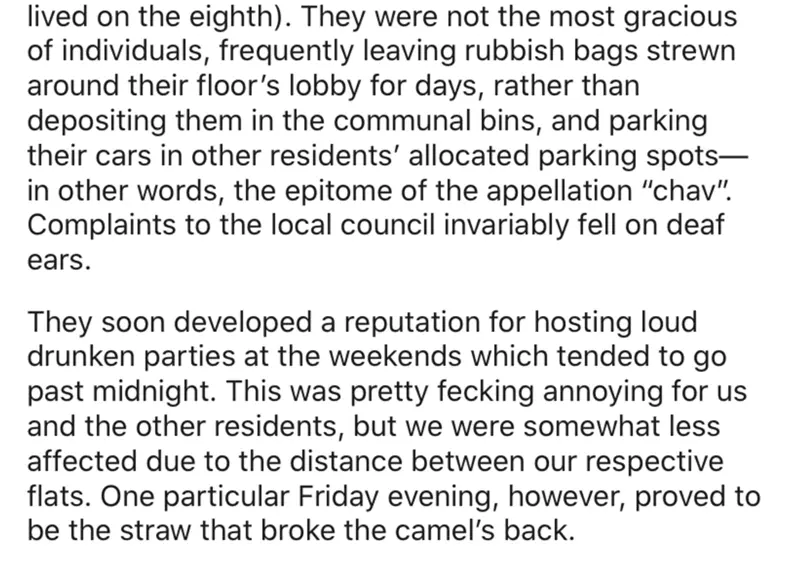 lived on the eighth). They were not the most gracious
of individuals, frequently leaving rubbish bags strewn
around their floor’s lobby for days, rather than
depositing them in the communal bins, and parking
their cars in other residents’ allocated parking spots—
in other words, the epitome of the appellation “chav”.
Complaints to the local council invariably fell on deaf
ears.
They soon developed a reputation for hosting loud
drunken parties at the weekends which tended to go
past midnight. This was pretty fecking annoying for us
and the other residents, but we were somewhat less
affected due to the distance between our respective
flats. One particular Friday evening, however, proved to
be the straw that broke the camel’s back.